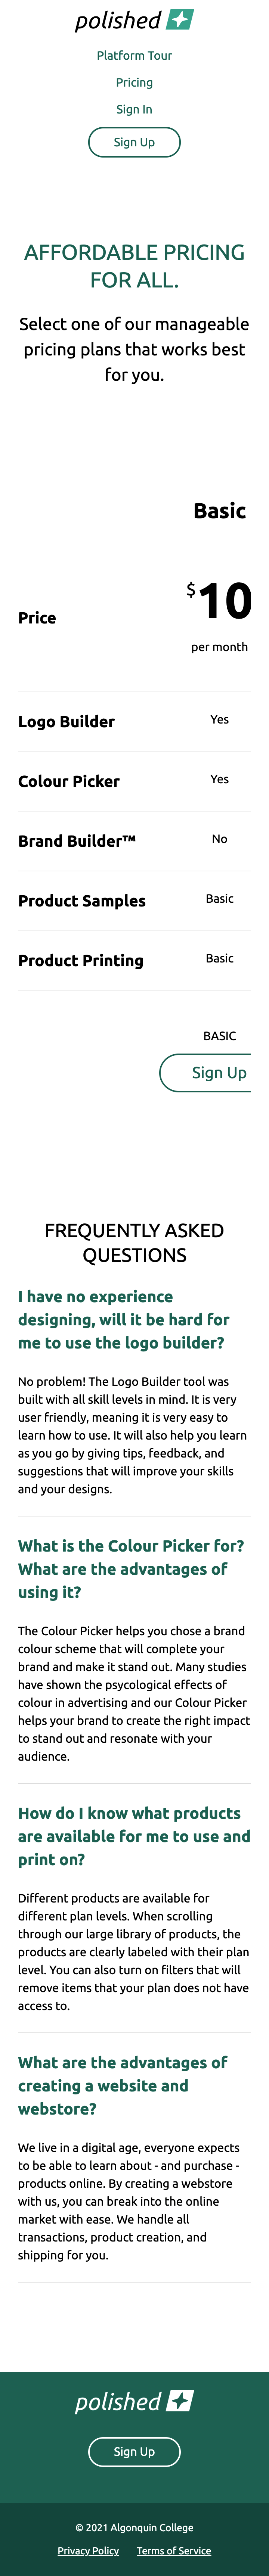 polished
Platform Tour
Pricing
Sign In
Sign Up
AFFORDABLE PRICING
FOR ALL.
Select one of our manageable
pricing plans that works best
for you.
Basic
Price
$10
per month
Logo Builder Yes
Colour Picker Yes
Brand Builder™ No
Product Samples Basic
Product Printing Basic
BASIC
Sign Up
FREQUENTLY ASKED
QUESTIONS
I have no experience
designing, will it be hard for
me to use the logo builder?
No problem! The Logo Builder tool was
built with all skill levels in mind. It is very
user friendly, meaning it is very easy to
learn how to use. It will also help you learn
as you go by giving tips, feedback, and
suggestions that will improve your skills
and your designs.
What is the Colour Picker for?
What are the advantages of
using it?
The Colour Picker helps you chose a brand
colour scheme that will complete your
brand and make it stand out. Many studies
have shown the psycological effects of
colour in advertising and our Colour Picker
helps your brand to create the right impact
to stand out and resonate with your
audience.
How do I know what products
are available for me to use and
print on?
Different products are available for
different plan levels. When scrolling
through our large library of products, the
products are clearly labeled with their plan
level. You can also turn on filters that will
remove items that your plan does not have
access to.
What are the advantages of
creating a website and
webstore?
We live in a digital age, everyone expects
to be able to learn about - and purchase -
products online. By creating a webstore
with us, you can break into the online
market with ease. We handle all
transactions, product creation, and
shipping for you.
polished
Sign Up
© 2021 Algonquin College
Privacy Policy Terms of Service